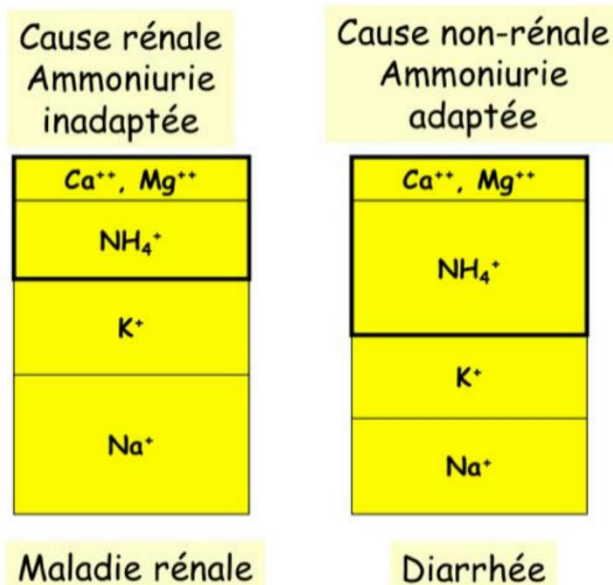 Cause rénale
Ammoniurie
inadaptée
Ca⁺⁺, Mg⁺⁺
NH₄⁺
K⁺
Na⁺
Maladie rénale
Cause non-rénale
Ammoniurie
adaptée
Ca⁺⁺, Mg⁺⁺
NH₄⁺
K⁺
Na⁺
Diarrhée